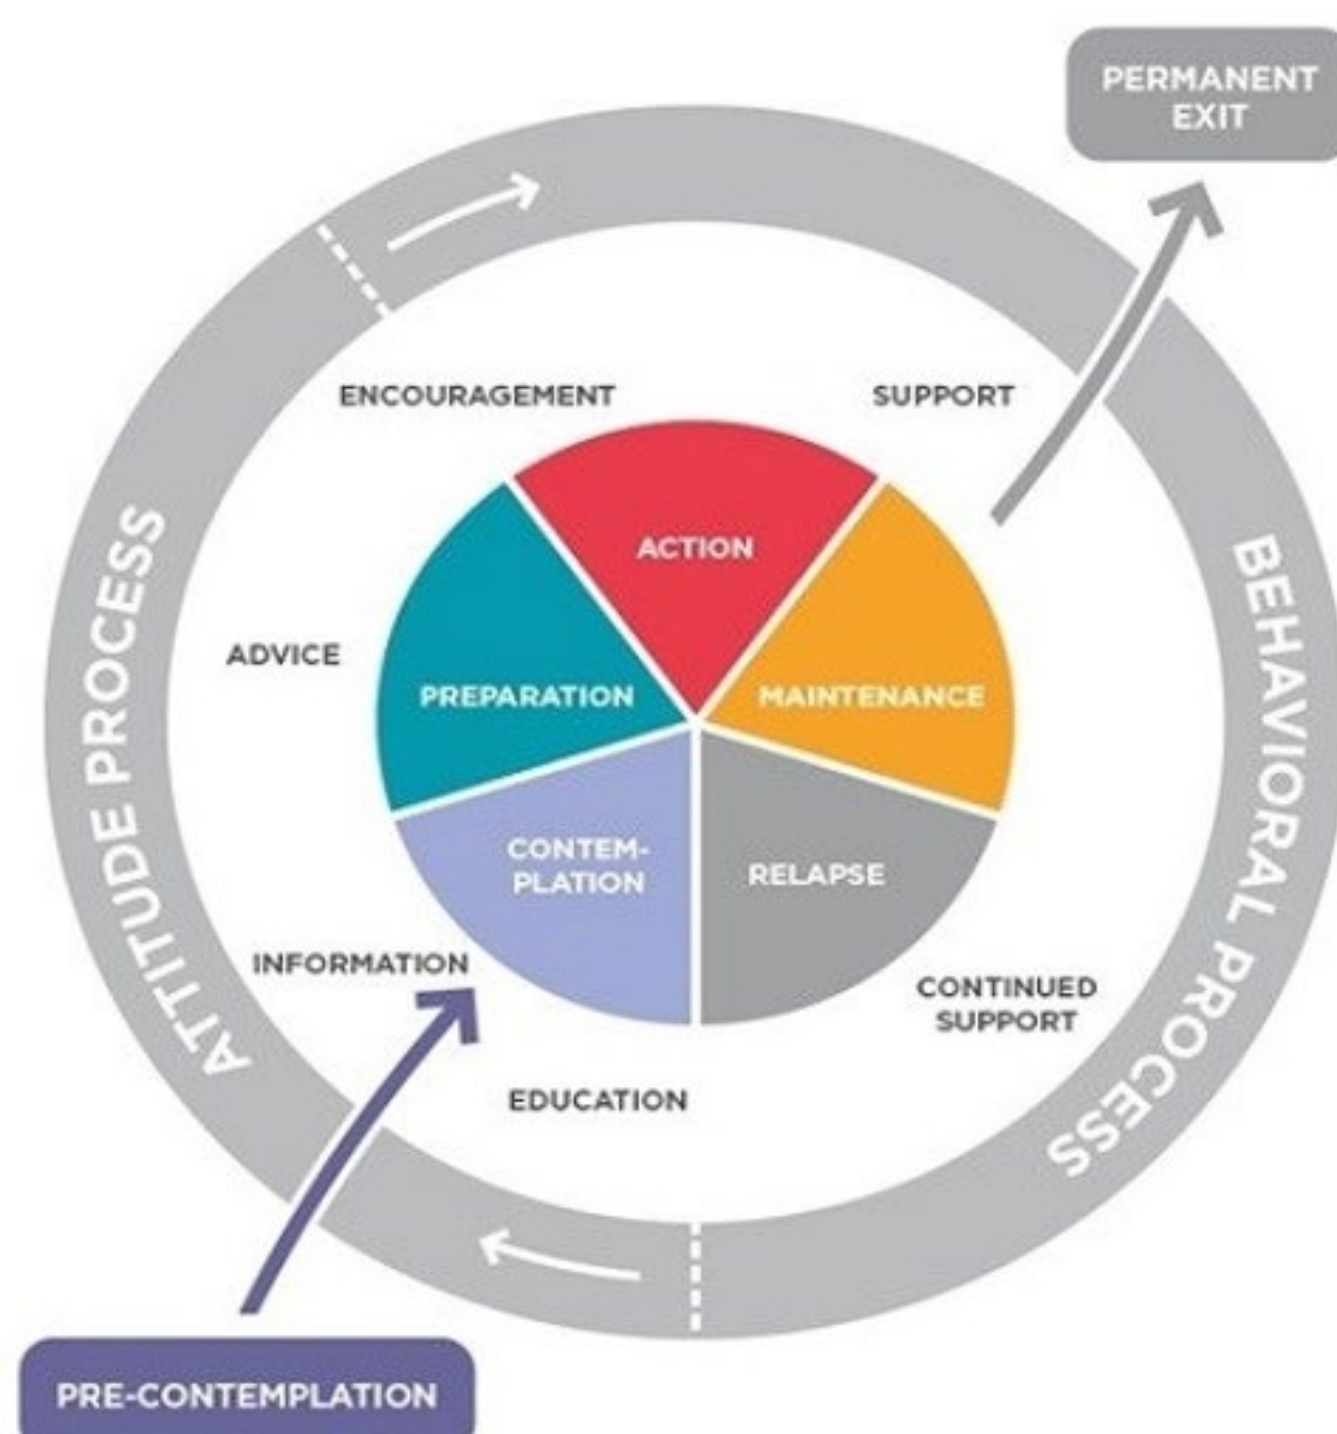 PERMANENT
EXIT
ENCOURAGEMENT
SUPPORT
ACTION
ADVICE
PREPARATION
MAINTENANCE
CONTEM-
PLATION
RELAPSE
INFORMATION
CONTINUED
SUPPORT
EDUCATION
ATTITUDE PROCESS
BEHAVIORAL PROCESS
PRE-CONTEMPLATION